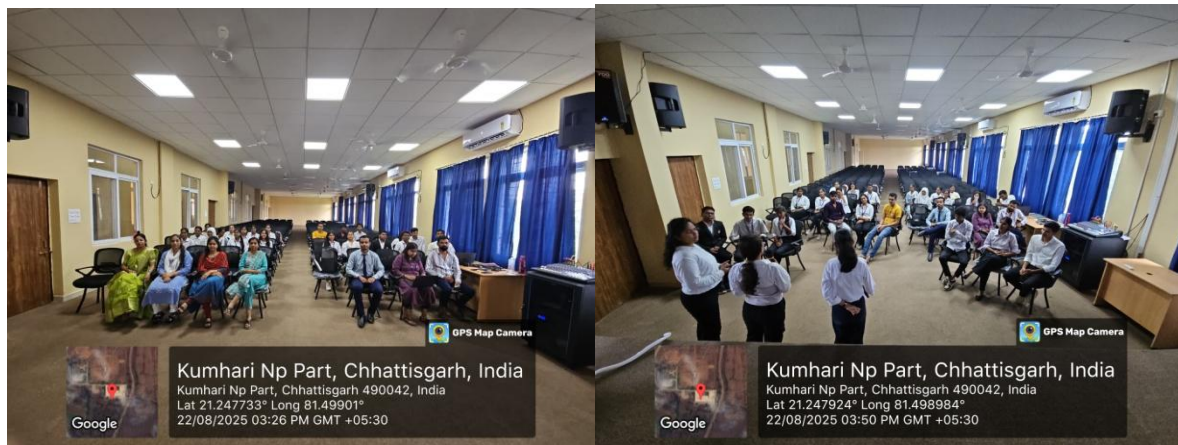 GPS Map Camera
Kumhari Np Part, Chhattisgarh, India
Kumhari Np Part, Chhattisgarh 490042, India
Lat 21.247733° Long 81.49901°
22/08/2025 03:26 PM GMT +05:30
Google
GPS Map Camera
Kumhari Np Part, Chhattisgarh, India
Kumhari Np Part, Chhattisgarh 490042, India
Lat 21.247924° Long 81.498984°
22/08/2025 03:50 PM GMT +05:30
Google